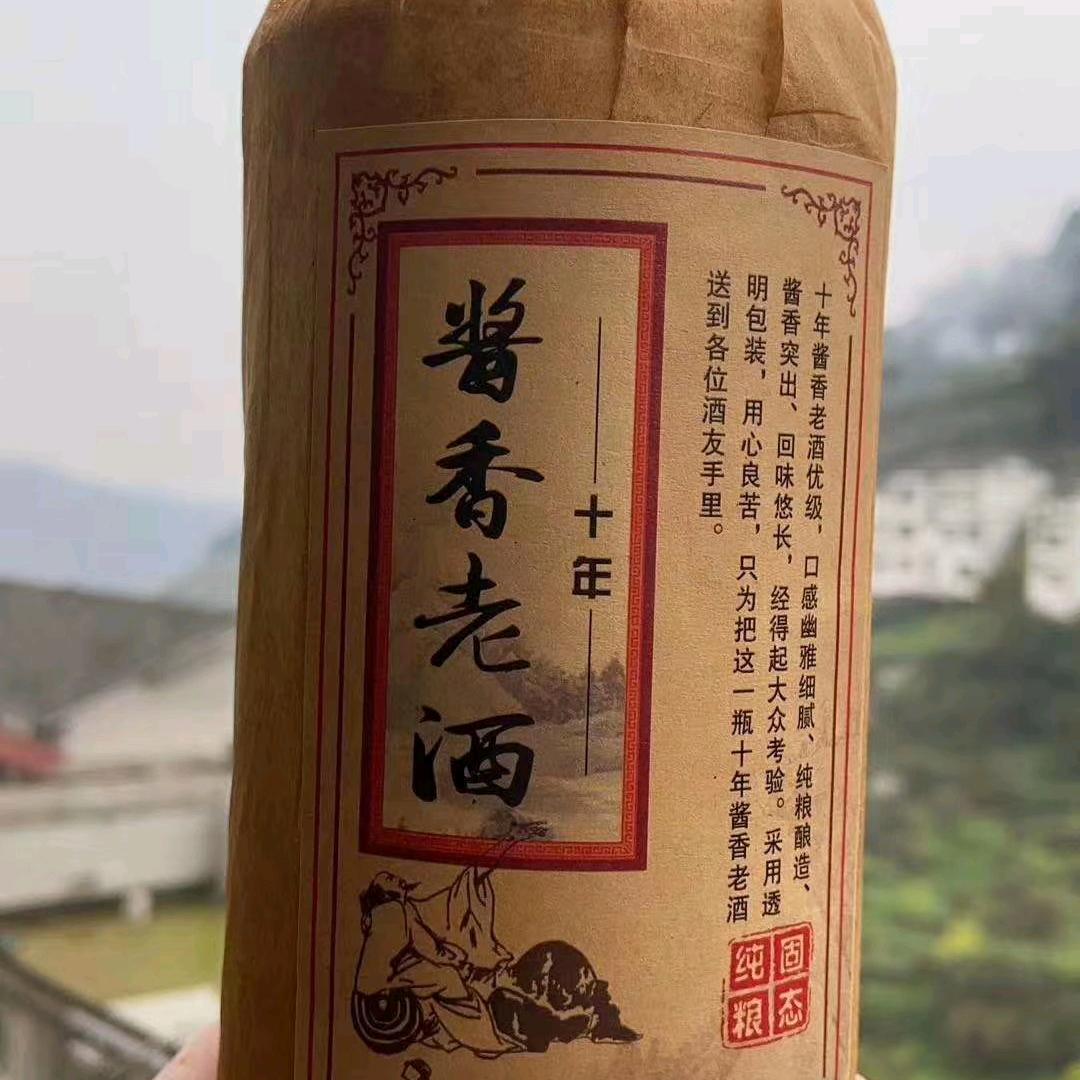 酱香老酒
十年
十年酱香老酒优级，口感幽雅细腻、纯粮酿造、
酱香突出、回味悠长，经得起大众考验。采用透
明包装，用心良苦，只为把这一瓶十年酱香老酒
送到各位酒友手里。
固态
纯粮